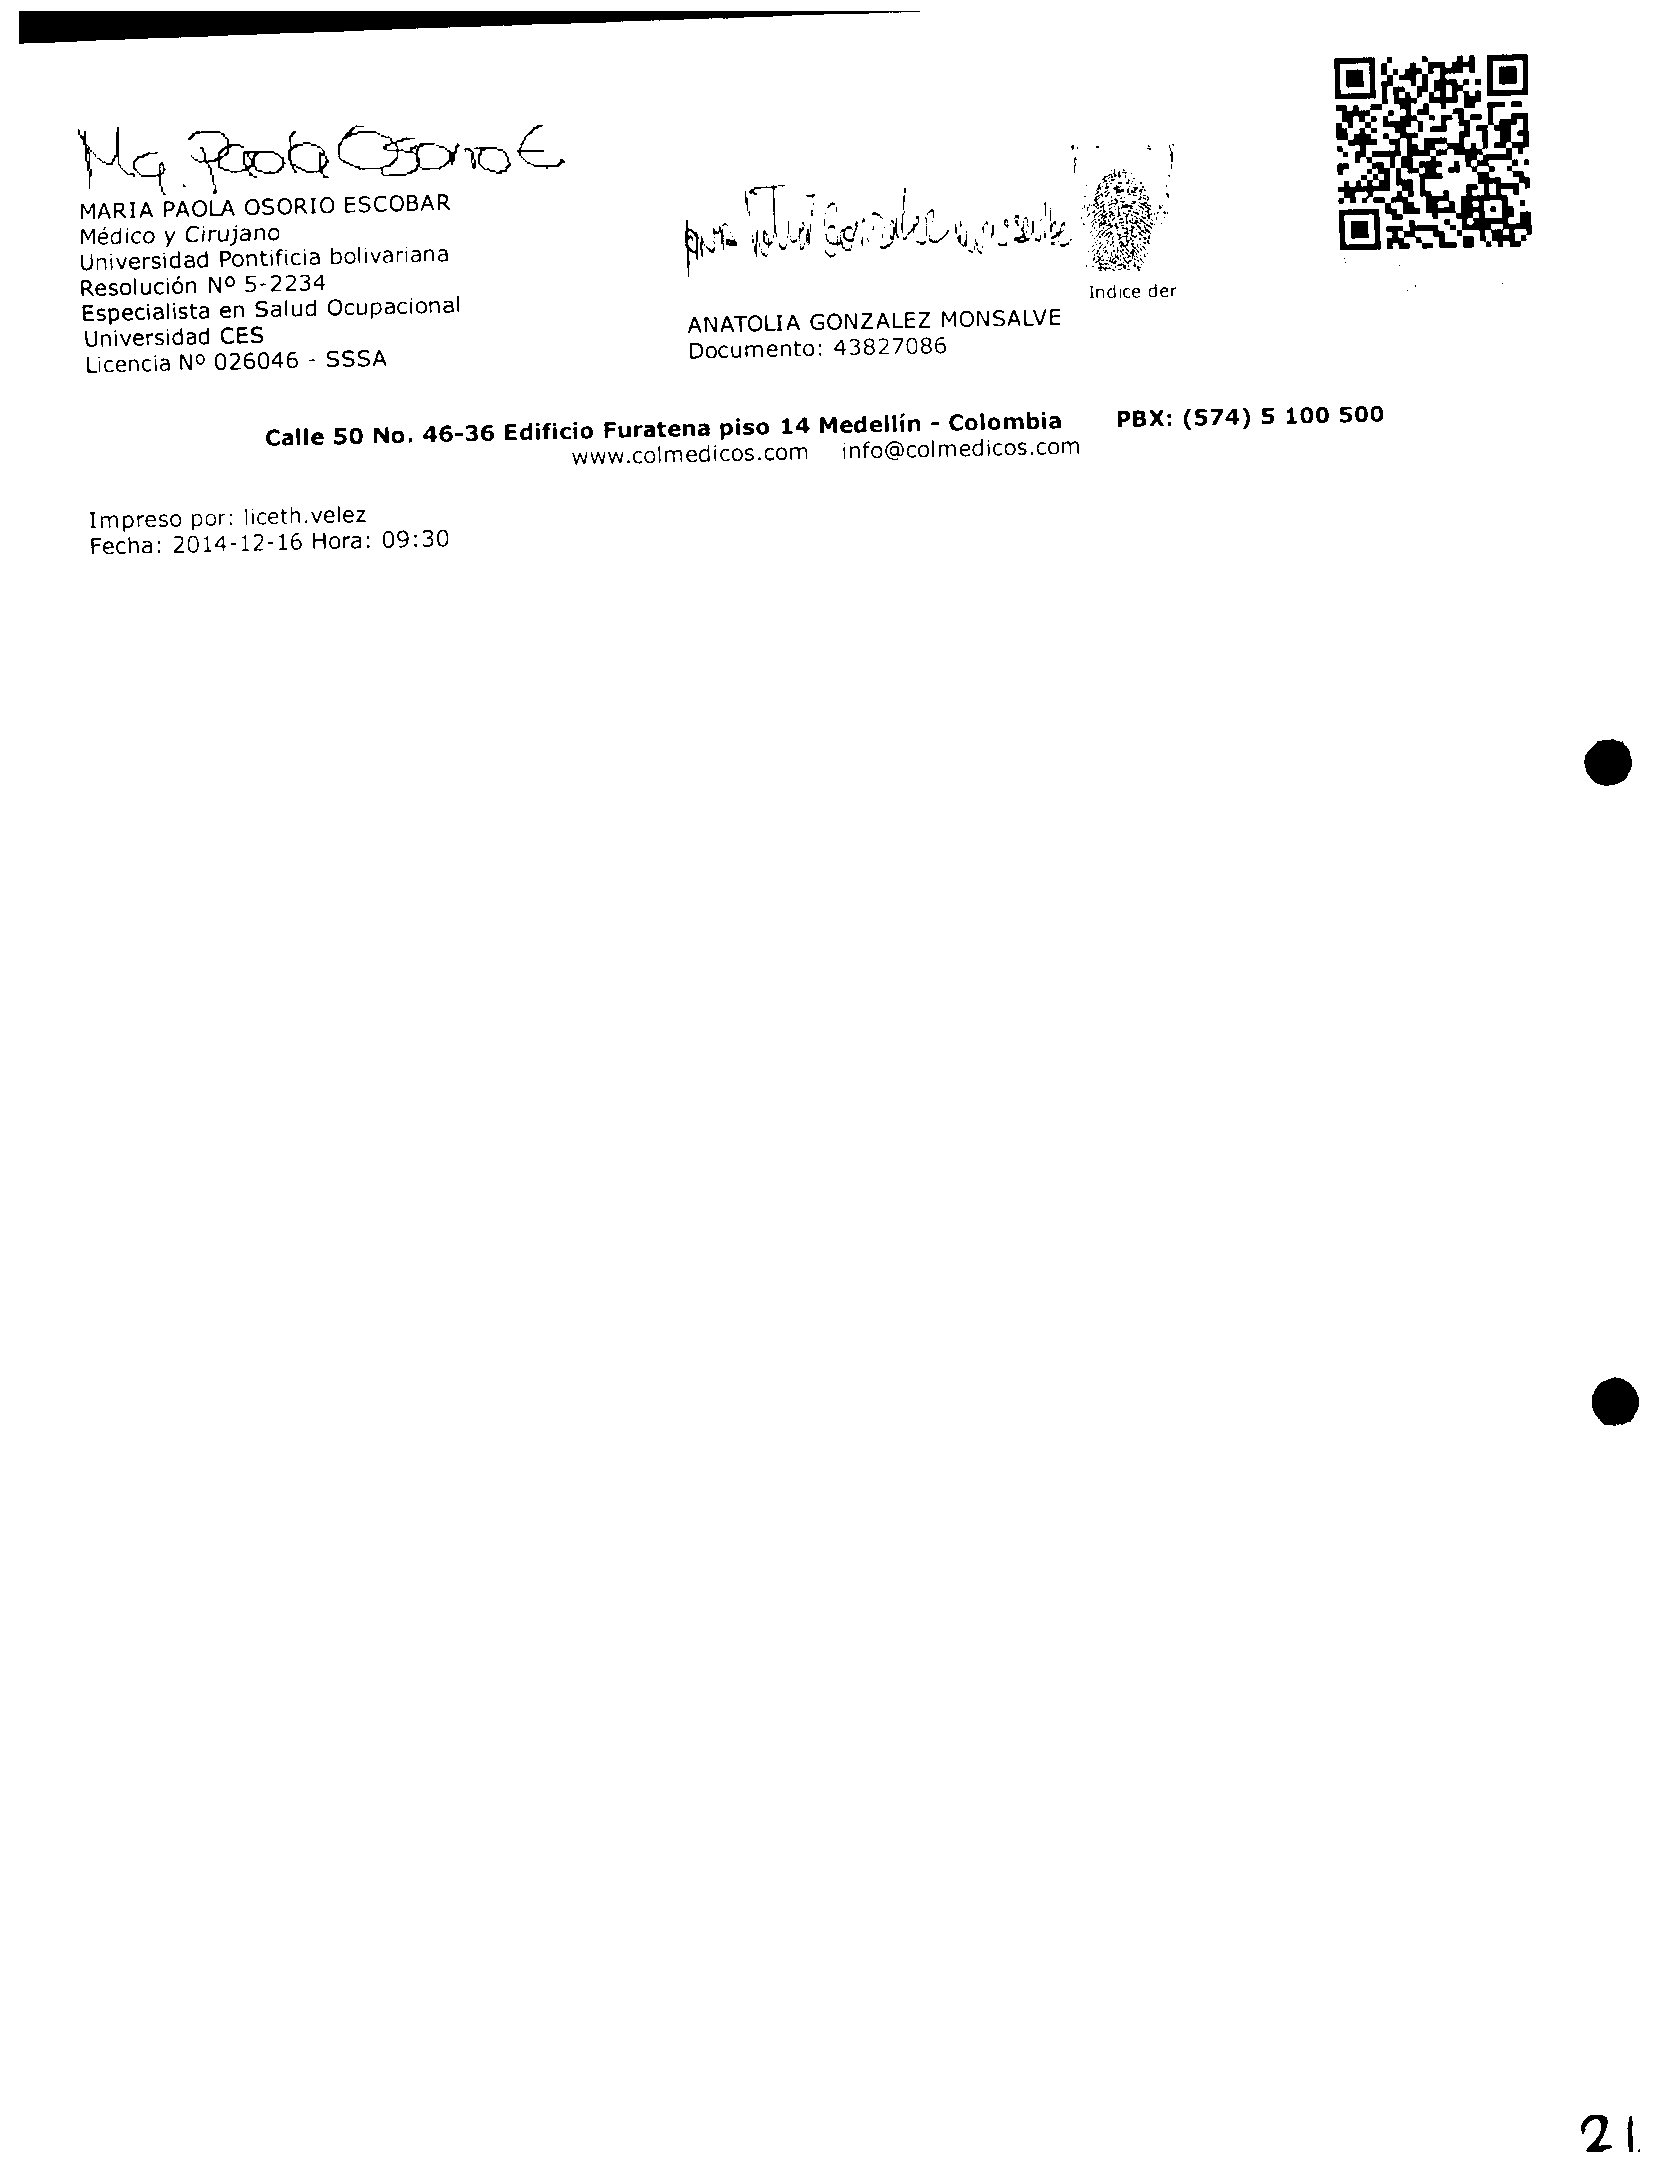 Ma. Paola Osorio E
MARIA PAOLA OSORIO ESCOBAR
Médico y Cirujano
Universidad Pontificia bolivariana
Resolución Nº 5-2234
Especialista en Salud Ocupacional
Universidad CES
Licencia Nº 026046 - SSSA
Gonzalez
Indice der
ANATOLIA GONZALEZ MONSALVE
Documento: 43827086
Calle 50 No. 46-36 Edificio Furatena piso 14 Medellín - Colombia PBX: (574) 5 100 500
www.colmedicos.com info@colmedicos.com
Impreso por: liceth.velez
Fecha: 2014-12-16 Hora: 09:30
21